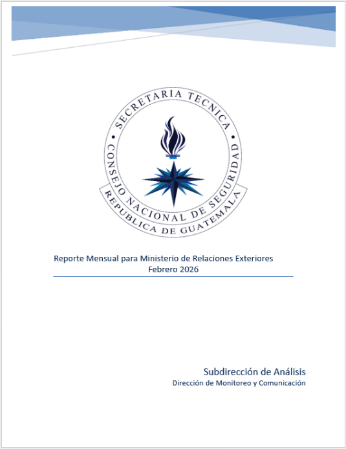 SECRETARIA TECNICA
CONSEJO NACIONAL DE SEGURIDAD
REPUBLICA DE GUATEMALA
Reporte Mensual para Ministerio de Relaciones Exteriores
Febrero 2026
Subdirección de Análisis
Dirección de Monitoreo y Comunicación